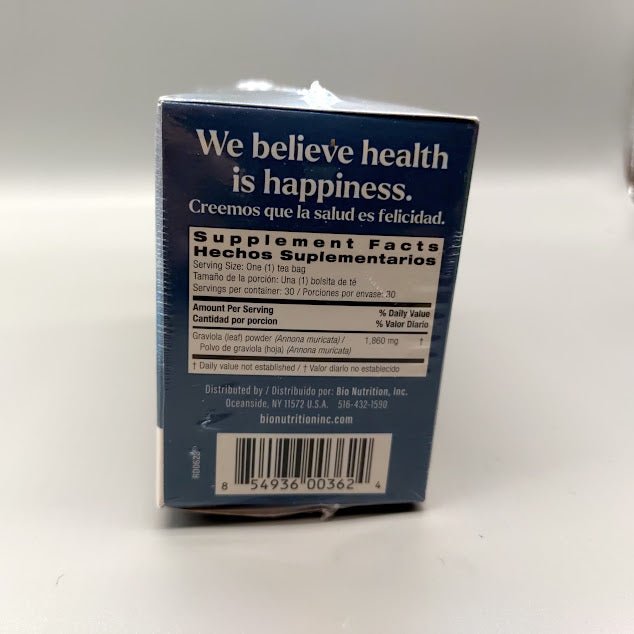 We believe health
is happiness.
Creemos que la salud es felicidad.
Supplement Facts
Hechos Suplementarios
Serving Size: One (1) tea bag
Tamaño de la porción: Una (1) bolsita de té
Servings per container: 30 / Porciones por envase: 30
Amount Per Serving % Daily Value
Cantidad por porcion % Valor Diario
Graviola (leaf) powder (Annona muricata) / 1,860 mg †
Polvo de graviola (hoja) (Annona muricata)
† Daily value not established / † Valor diario no establecido
Distributed by / Distribuido por: Bio Nutrition, Inc.
Oceanside, NY 11572 U.S.A. 516-432-1590
bionutritioninc.com
R00522
8 54936 00362 4